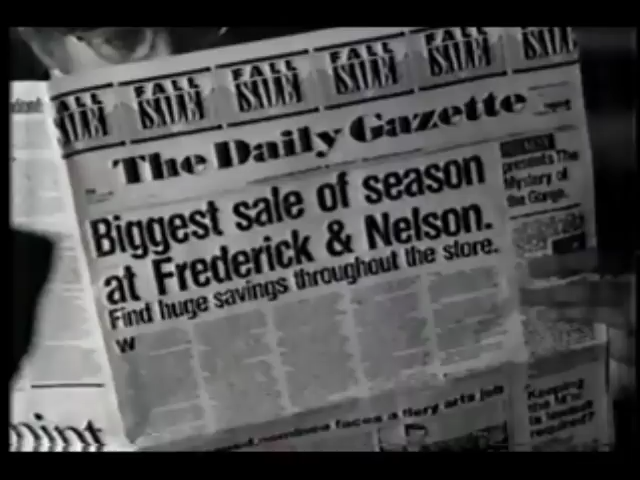 FALL FALL FALL FALL FALL
SALE! SALE! SALE! SALE! SALE! SALE!
The Daily Gazette
Biggest sale of season
at Frederick & Nelson.
Find huge savings throughout the store.
W
presents The
Mystery of
the Gorge.
faces a fiery arts job
Keeping
required?